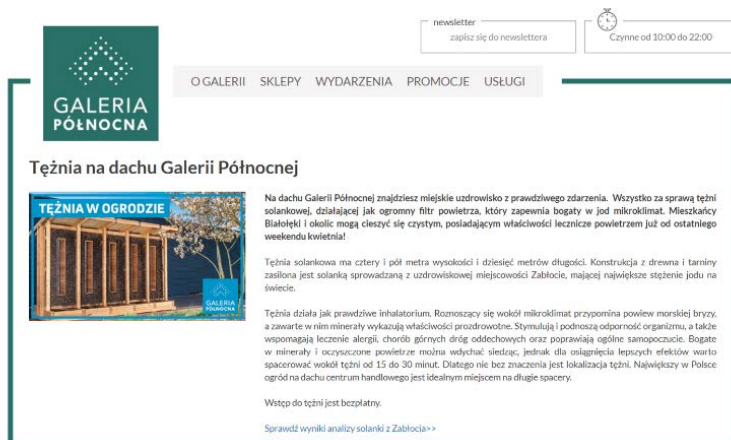 newsletter
zapisz się do newslettera
Czynne od 10:00 do 22:00
GALERIA
PÓŁNOCNA
O GALERII SKLEPY WYDARZENIA PROMOCJE USŁUGI
Tężnia na dachu Galerii Północnej
TĘŻNIA W OGRODZIE
GALERIA
PÓŁNOCNA
Na dachu Galerii Północnej znajdziesz miejskie uzdrowisko z prawdziwego zdarzenia. Wszystko za sprawą tężni
solankowej, działającej jak ogromny filtr powietrza, który zapewnia bogaty w jod mikroklimat. Mieszkańcy
Białołęki i okolic mogą cieszyć się czystym, posiadającym właściwości lecznicze powietrzem już od ostatniego
weekendu kwietnia!
Tężnia solankowa ma cztery i pół metra wysokości i dziesięć metrów długości. Konstrukcja z drewna i tarniny
zasilona jest solanką sprowadzaną z uzdrowiskowej miejscowości Zabłocie, mającej największe stężenie jodu na
świecie.
Tężnia działa jak prawdziwe inhalatorium. Roznoszący się wokół mikroklimat przypomina powiew morskiej bryzy,
a zawarte w nim minerały wykazują właściwości prozdrowotne. Stymulują i podnoszą odporność organizmu, a także
wspomagają leczenie alergii, chorób górnych dróg oddechowych oraz poprawiają ogólne samopoczucie. Bogate
w minerały i oczyszczone powietrze można wdychać siedząc, jednak dla osiągnięcia lepszych efektów warto
spacerować wokół tężni od 15 do 30 minut. Dlatego nie bez znaczenia jest lokalizacja tężni. Największy w Polsce
ogród na dachu centrum handlowego jest idealnym miejscem na długie spacery.
Wstęp do tężni jest bezpłatny.
Sprawdź wyniki analizy solanki z Zabłocia>>